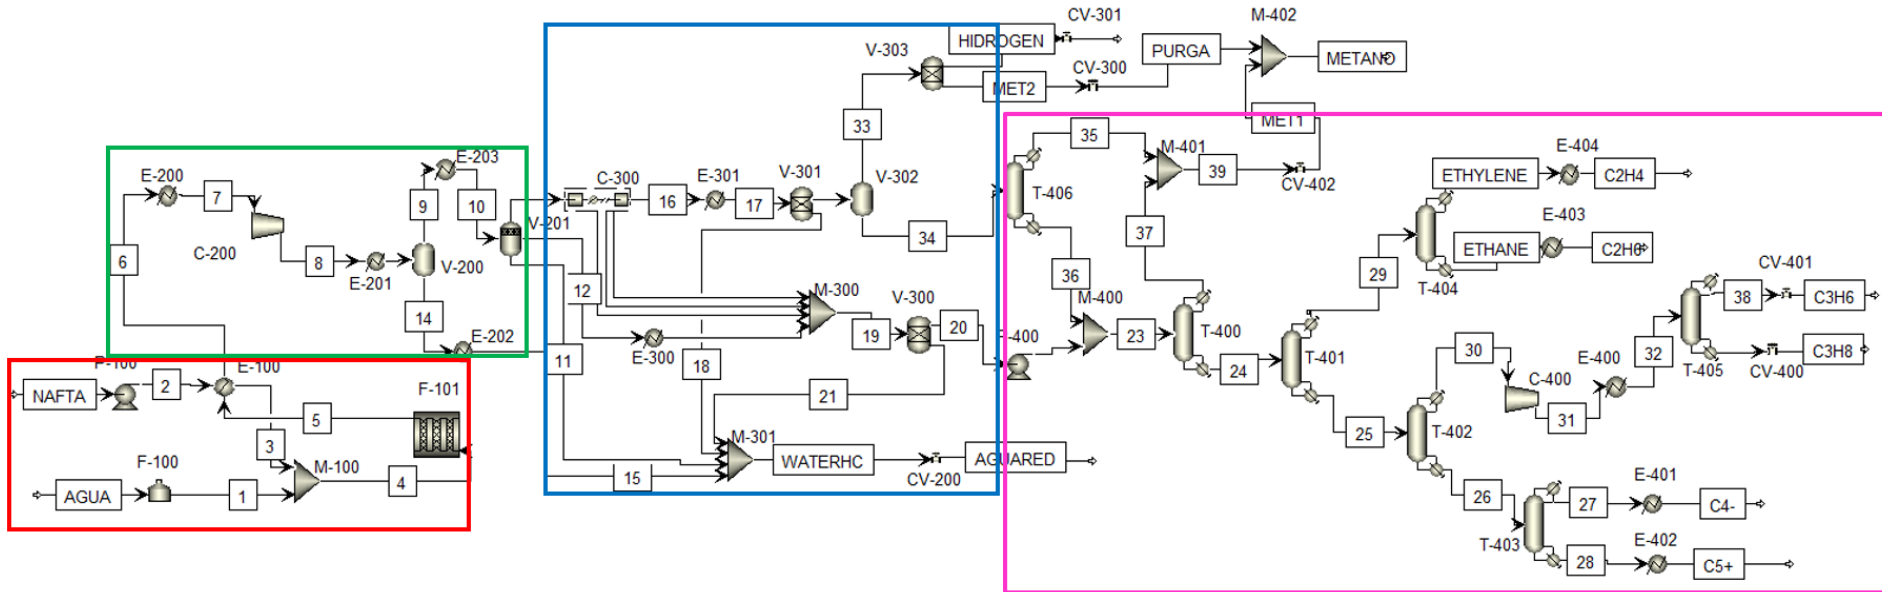 CV-301
M-402
HIDROGEN
V-303
PURGA
METANO
CV-300
MET2
33
MET1
35
M-401
39
CV-402
E-404
ETHYLENE
C2H4
E-203
E-200
7
9
10
C-300
16
E-301
17
V-301
V-302
T-406
E-403
ETHANE
C2H6
V-201
34
37
6
C-200
8
E-201
V-200
36
29
T-404
CV-401
38
C3H6
12
M-300
V-300
M-400
14
E-202
11
E-300
18
19
20
P-400
23
T-400
24
T-401
30
E-400
32
C3H8
T-405
CV-400
C-400
31
P-100
E-100
F-101
2
NAFTA
5
21
3
M-301
25
T-402
F-100
M-100
WATERHC
AGUARED
CV-200
AGUA
1
4
15
26
27
E-401
C4-
T-403
28
E-402
C5+